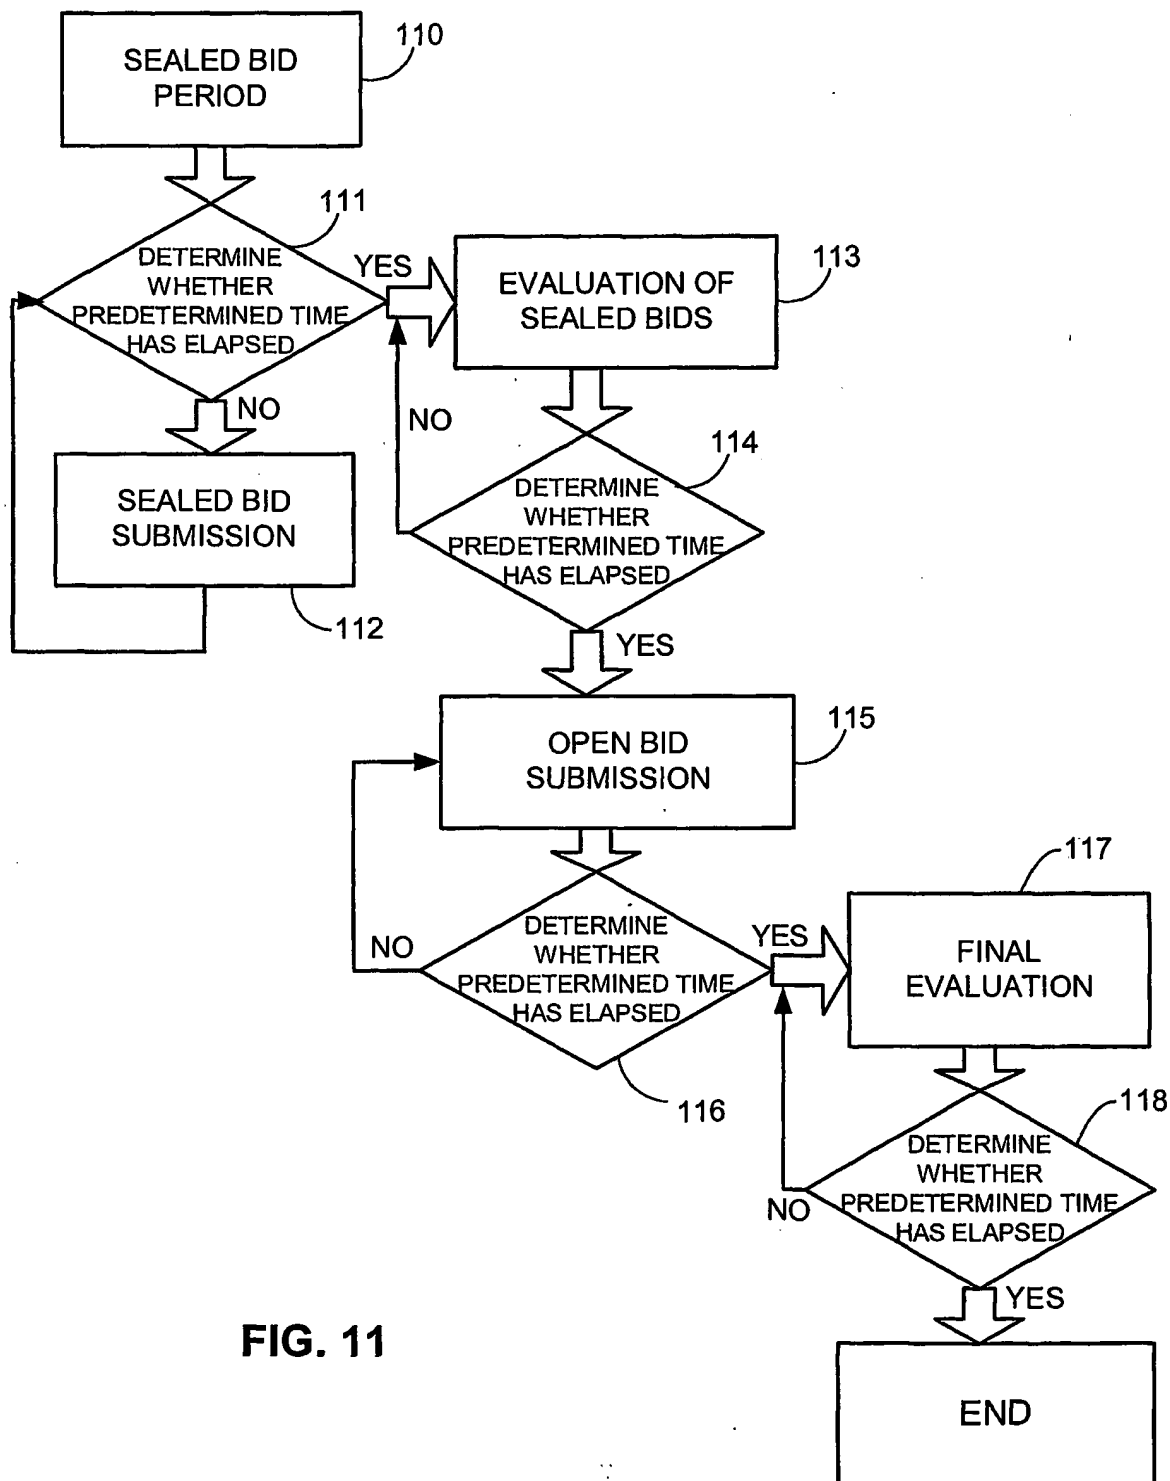 SEALED BID
PERIOD
110
DETERMINE
WHETHER
PREDETERMINED TIME
HAS ELAPSED
111
YES
NO
SEALED BID
SUBMISSION
112
EVALUATION OF
SEALED BIDS
113
NO
DETERMINE
WHETHER
PREDETERMINED TIME
HAS ELAPSED
114
YES
OPEN BID
SUBMISSION
115
NO
DETERMINE
WHETHER
PREDETERMINED TIME
HAS ELAPSED
116
YES
FINAL
EVALUATION
117
DETERMINE
WHETHER
PREDETERMINED TIME
HAS ELAPSED
118
NO
YES
END
FIG. 11